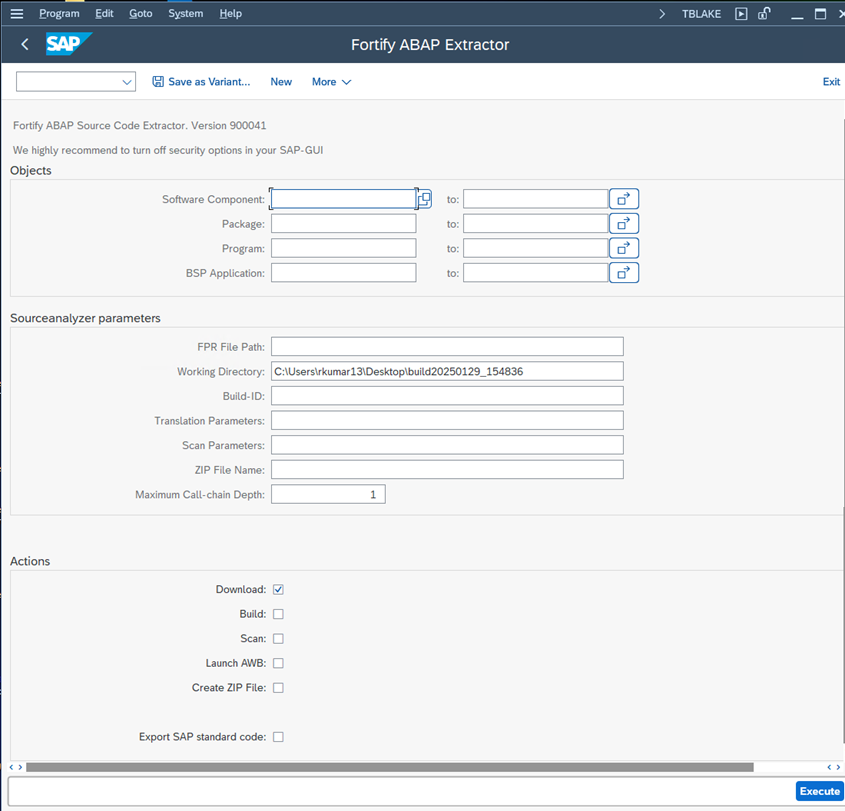 Program Edit Goto System Help TBLAKE
SAP Fortify ABAP Extractor
Save as Variant... New More Exit
Fortify ABAP Source Code Extractor. Version 900041
We highly recommend to turn off security options in your SAP-GUI
Objects
Software Component: to:
Package: to:
Program: to:
BSP Application: to:
Sourceanalyzer parameters
FPR File Path:
Working Directory: C:\Users\rkumar13\Desktop\build20250129_154836
Build-ID:
Translation Parameters:
Scan Parameters:
ZIP File Name:
Maximum Call-chain Depth: 1
Actions
Download:
Build:
Scan:
Launch AWB:
Create ZIP File:
Export SAP standard code:
Execute